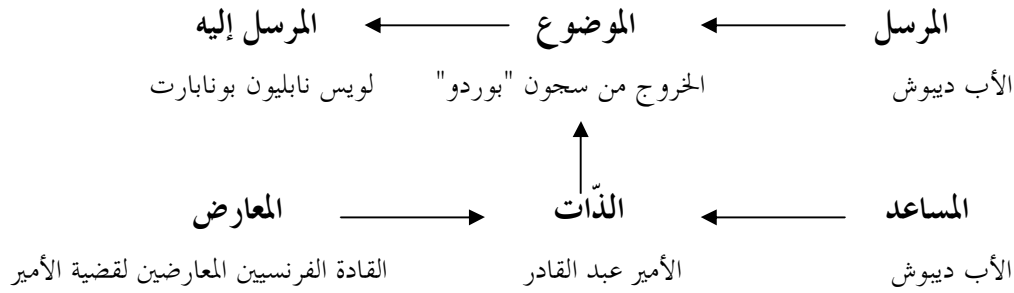 المرسل الموضوع المرسل إليه
الأب ديبوش الخروج من سجون "بوردو" لويس نابليون بونابارت
المساعد الذّات المعارض
الأب ديبوش الأمير عبد القادر القادة الفرنسيين المعارضين لقضية الأمير